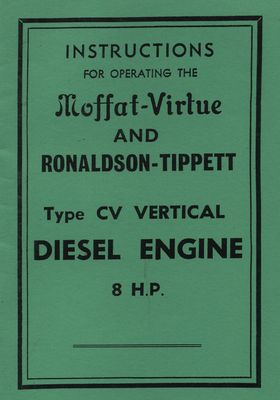 INSTRUCTIONS
FOR OPERATING THE
Moffat-Virtue
AND
RONALDSON-TIPPETT
Type CV VERTICAL
DIESEL ENGINE
8 H.P.